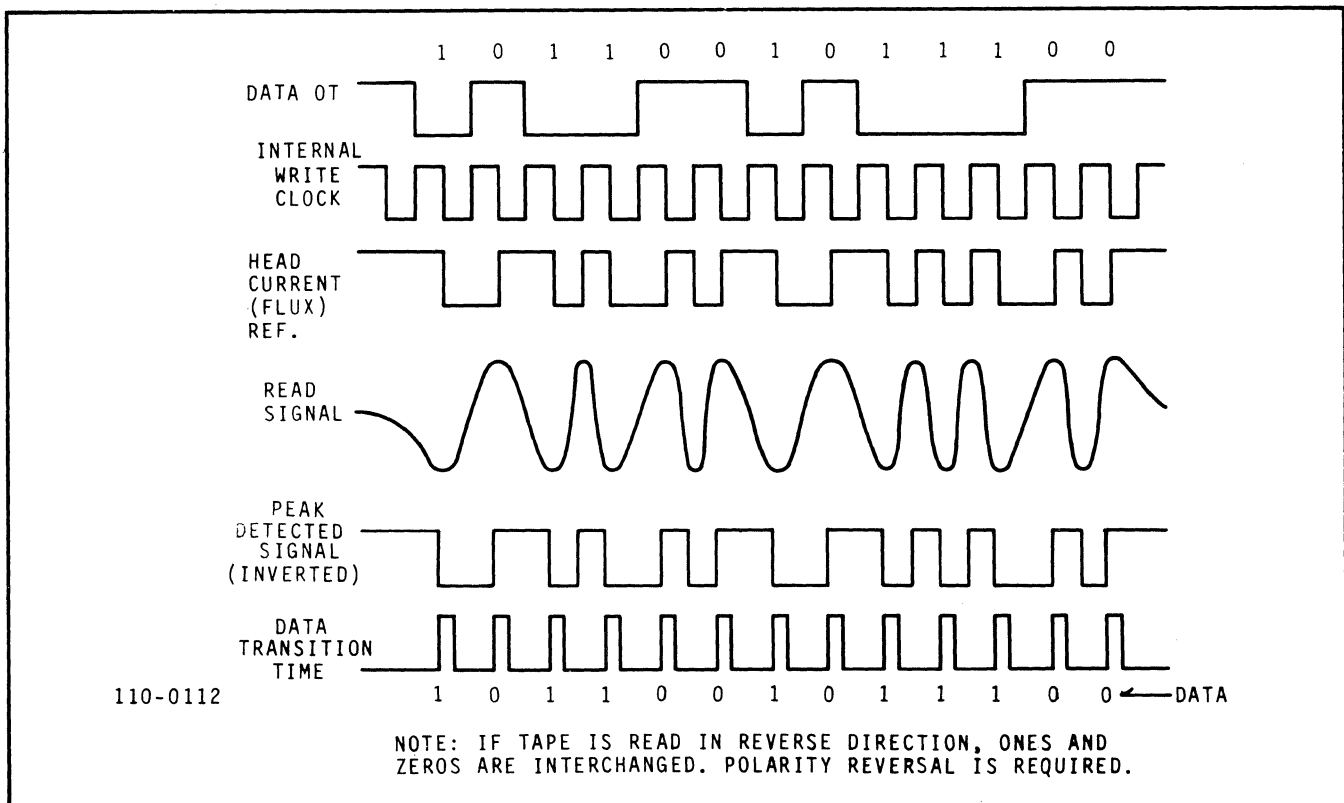 1 0 1 1 0 0 1 0 1 1 1 0 0
DATA OT
INTERNAL
WRITE
CLOCK
HEAD
CURRENT
(FLUX)
REF.
READ
SIGNAL
PEAK
DETECTED
SIGNAL
(INVERTED)
DATA
TRANSITION
TIME
110-0112
1 0 1 1 0 0 1 0 1 1 1 0 0 DATA
NOTE: IF TAPE IS READ IN REVERSE DIRECTION, ONES AND
ZEROS ARE INTERCHANGED. POLARITY REVERSAL IS REQUIRED.